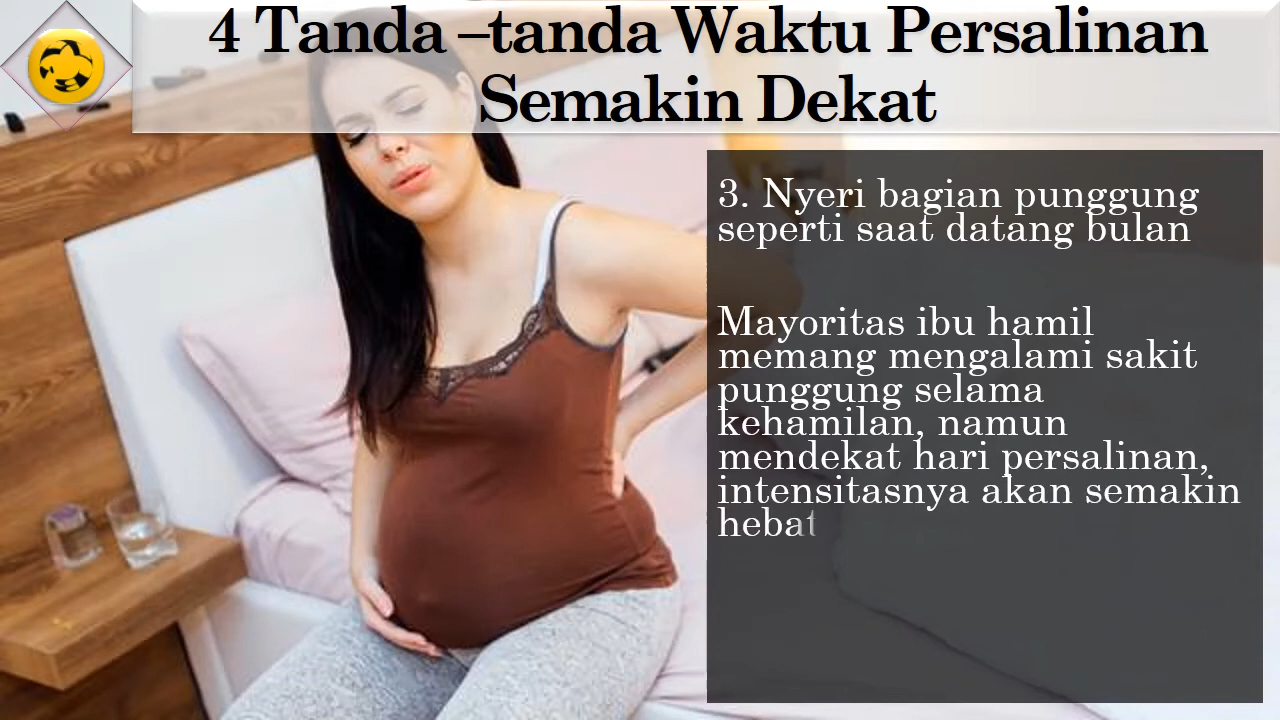 4 Tanda –tanda Waktu Persalinan
Semakin Dekat
3. Nyeri bagian punggung
seperti saat datang bulan
Mayoritas ibu hamil
memang mengalami sakit
punggung selama
kehamilan, namun
mendekat hari persalinan,
intensitasnya akan semakin
hebat